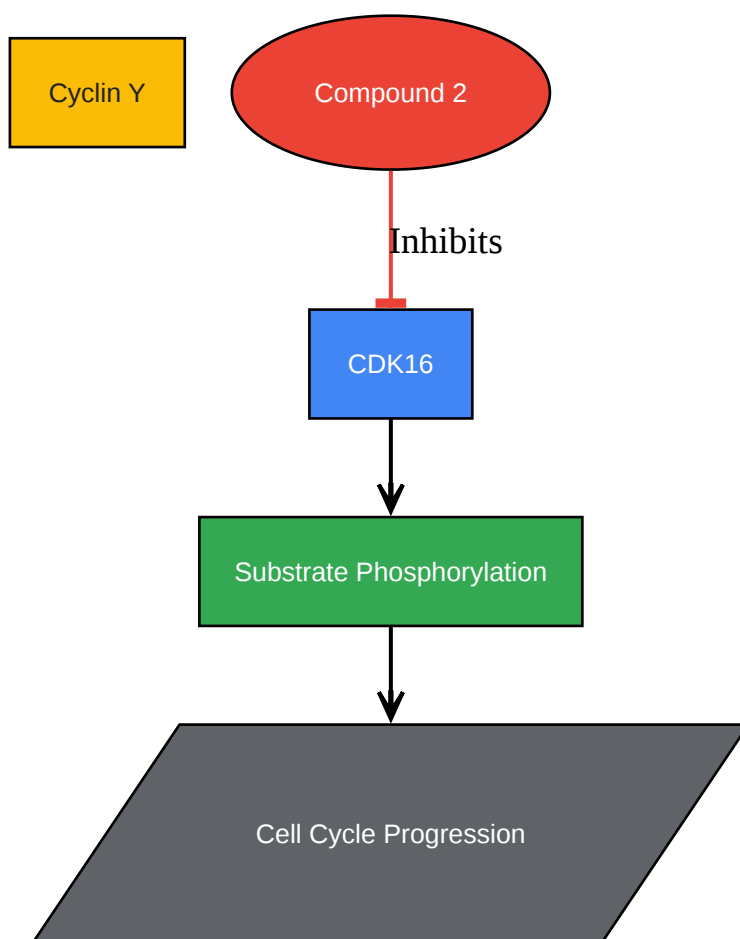 Cyclin Y
Compound 2
Inhibits
CDK16
Substrate Phosphorylation
Cell Cycle Progression